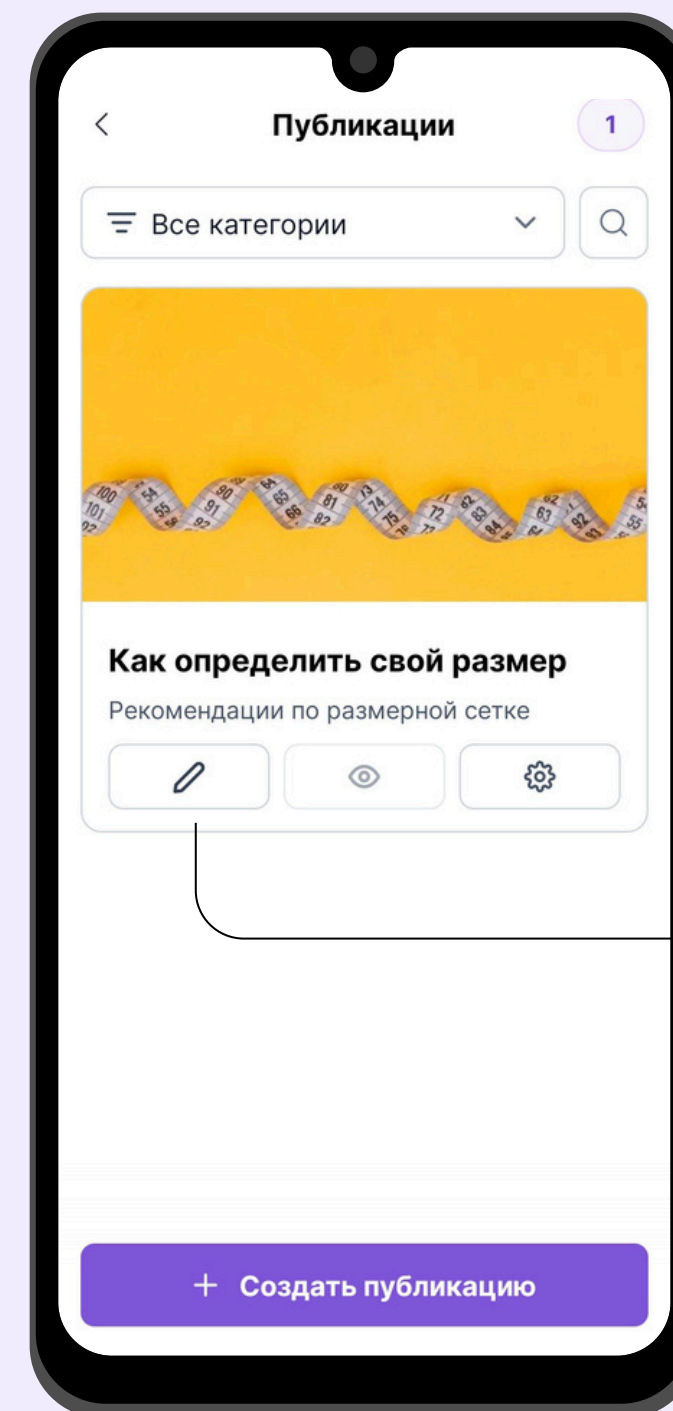 Публикации
1
Все категории
Как определить свой размер
Рекомендации по размерной сетке
+ Создать публикацию